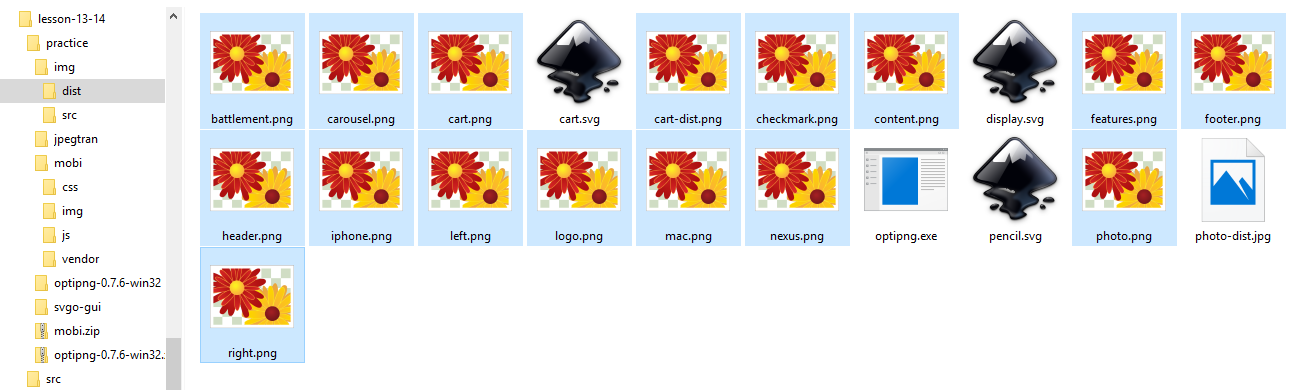 lesson-13-14
practice
img
dist
src
jpegtran
mobi
css
img
js
vendor
optipng-0.7.6-win32
svgo-gui
mobi.zip
optipng-0.7.6-win32.
src
battlement.png carousel.png cart.png cart.svg cart-dist.png checkmark.png content.png display.svg features.png footer.png
header.png iphone.png left.png logo.png mac.png nexus.png optipng.exe pencil.svg photo.png photo-dist.jpg
right.png